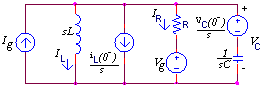 I_g
sL
I_L
i_L(0⁻)/s
I_R
R
V_g
+
v_C(0⁻)/s
1/sC
-
V_C